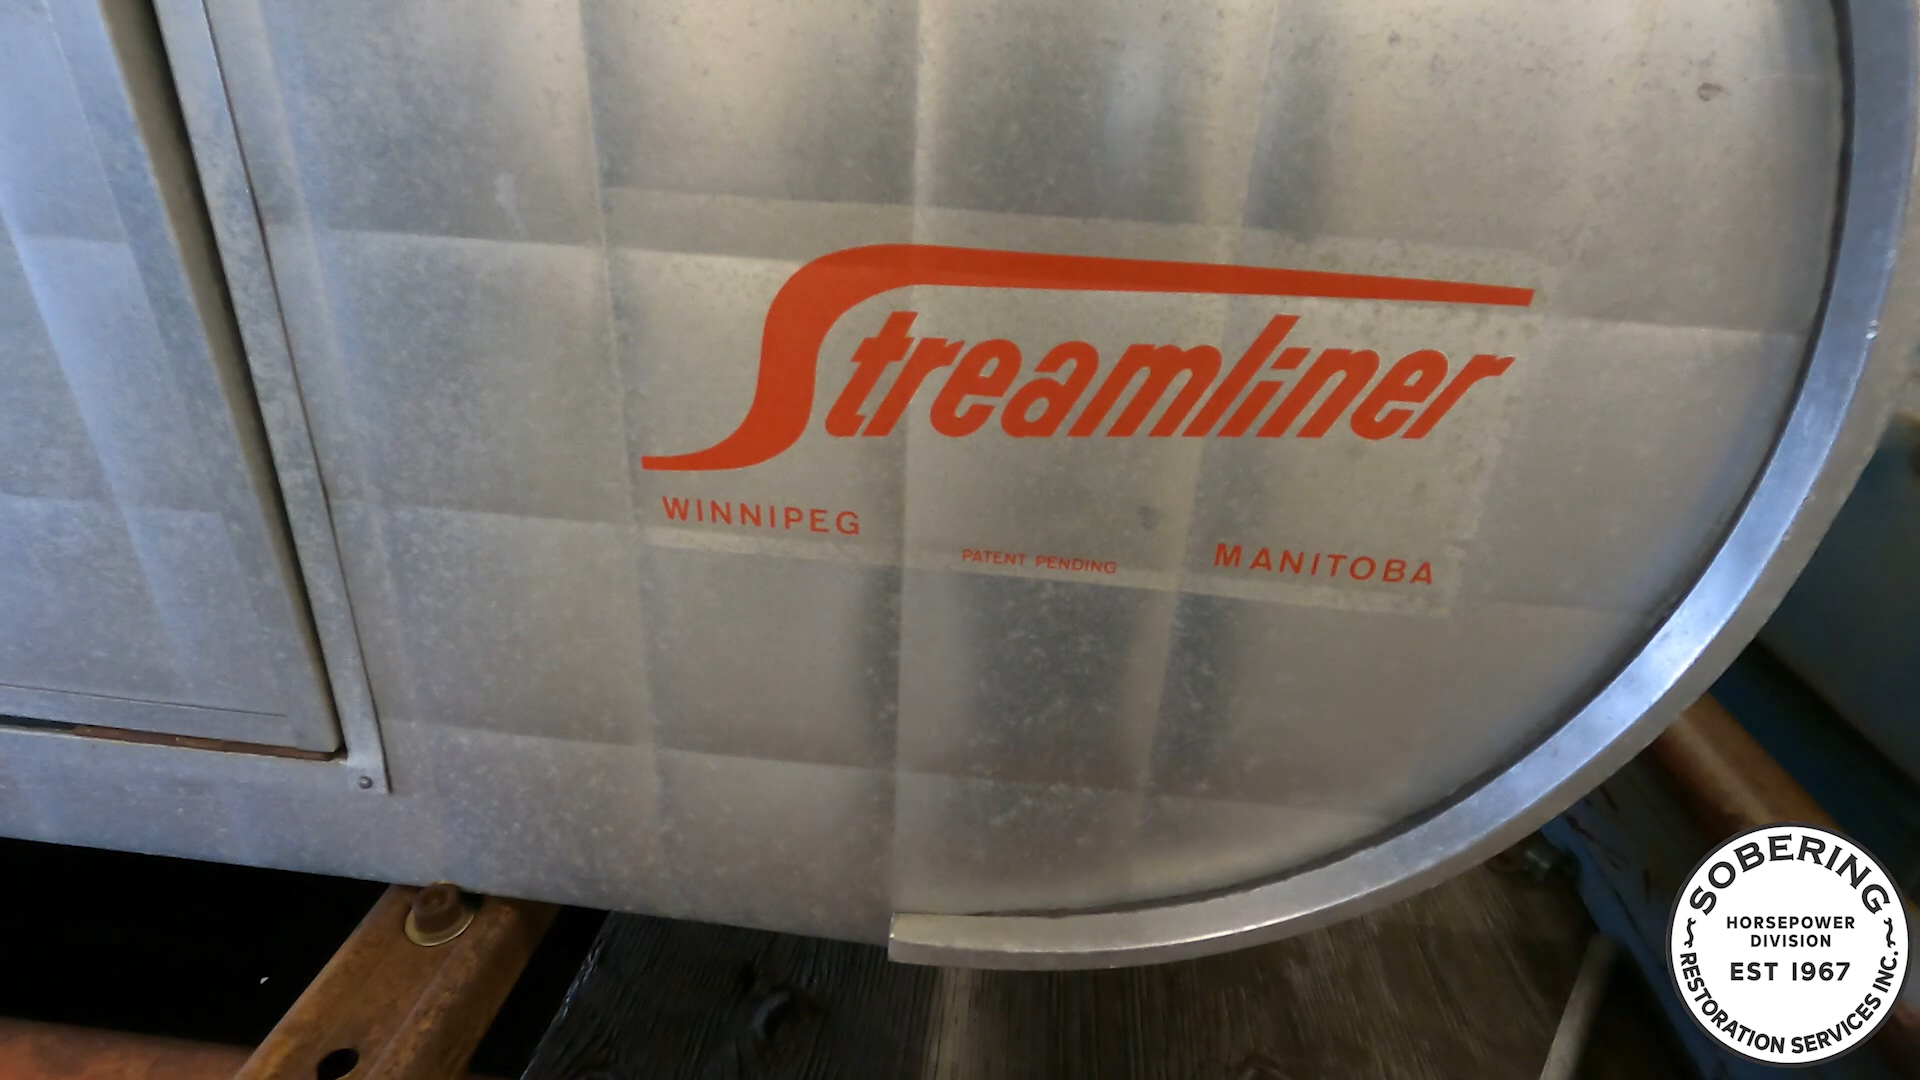 Streamliner
WINNIPEG
PATENT PENDING
MANITOBA
SOBERING
HORSEPOWER
DIVISION
EST 1967
RESTORATION SERVICES INC.